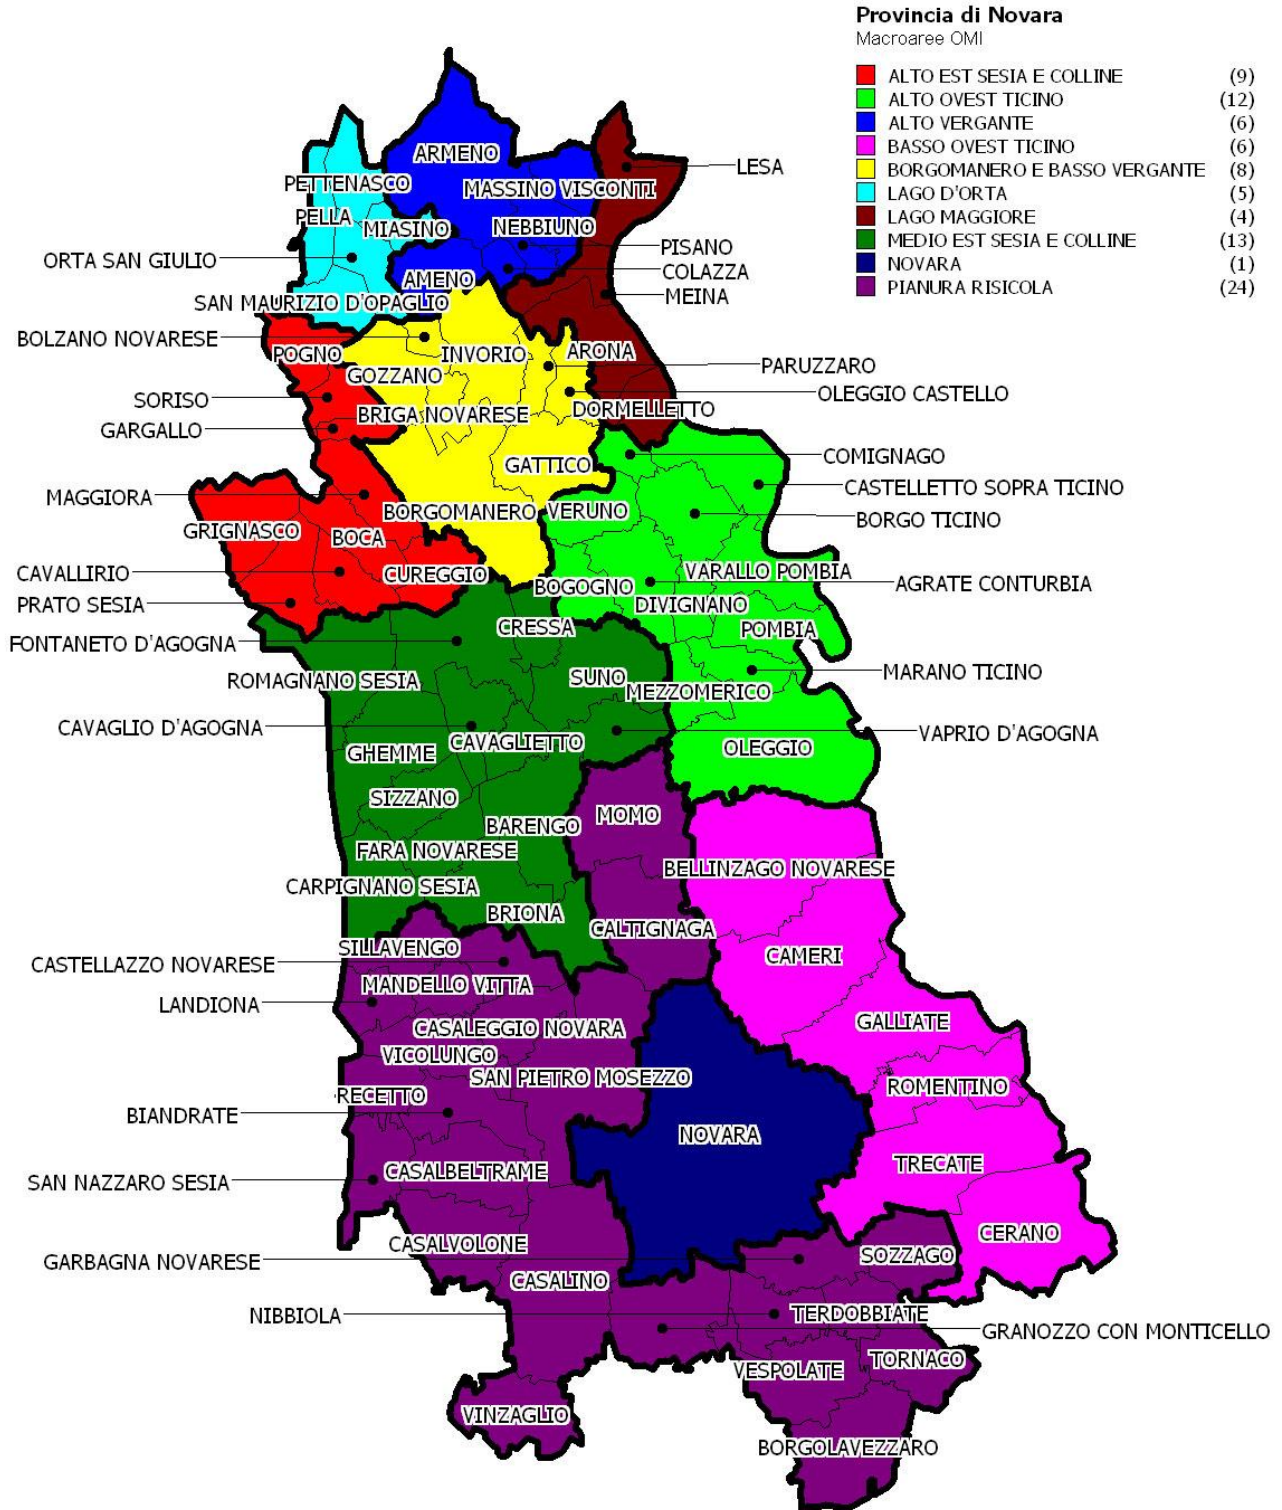 Provincia di Novara
Macroaree OMI
ALTO EST SESIA E COLLINE (9)
ALTO OVEST TICINO (12)
ALTO VERGANTE (6)
BASSO OVEST TICINO (6)
BORGOMANERO E BASSO VERGANTE (8)
LAGO D'ORTA (5)
LAGO MAGGIORE (4)
MEDIO EST SESIA E COLLINE (13)
NOVARA (1)
PIANURA RISICOLA (24)
ARMENO
LESA
PETTENASCO
MASSINO VISCONTI
PELLA
MIASINO
NEBBIUNO
PISANO
ORTA SAN GIULIO
COLAZZA
AMENO
MEINA
SAN MAURIZIO D'OPAGLIO
BOLZANO NOVARESE
POGNO
INVORIO
ARONA
PARUZZARO
GOZZANO
OLEGGIO CASTELLO
SORISO
BRIGA NOVARESE
DORMELLETTO
GARGALLO
COMIGNAGO
GATTICO
CASTELLETTO SOPRA TICINO
MAGGIORA
BORGOMANERO
VERUNO
BORGO TICINO
GRIGNASCO
BOCA
CAVALLIRIO
CUREGGIO
VARALLO POMBIA
BOGOGNO
AGRATE CONTURBIA
PRATO SESIA
DIVIGNANO
CRESSA
POMBIA
FONTANETO D'AGOGNA
MARANO TICINO
ROMAGNANO SESIA
SUNO
MEZZOMERICO
CAVAGLIO D'AGOGNA
VAPRIO D'AGOGNA
CAVAGLIETTO
GHEMME
OLEGGIO
SIZZANO
MOMO
BARENGO
FARA NOVARESE
BELLINZAGO NOVARESE
CARPIGNANO SESIA
BRIONA
CALTIGNAGA
SILLAVENGO
CAMERI
CASTELLAZZO NOVARESE
MANDELLO VITTA
LANDIONA
GALLIATE
CASALEGGIO NOVARA
VICOLUNGO
SAN PIETRO MOSEZZO
ROMENTINO
RECETTO
BIANDRATE
NOVARA
TRECATE
CASALBELTRAME
SAN NAZZARO SESIA
CERANO
CASALVOLONE
SOZZAGO
GARBAGNA NOVARESE
CASALINO
NIBBIOLA
TERDOBBIATE
GRANOZZO CON MONTICELLO
TORNACO
VESPOLATE
VINZAGLIO
BORGOLAVEZZARO